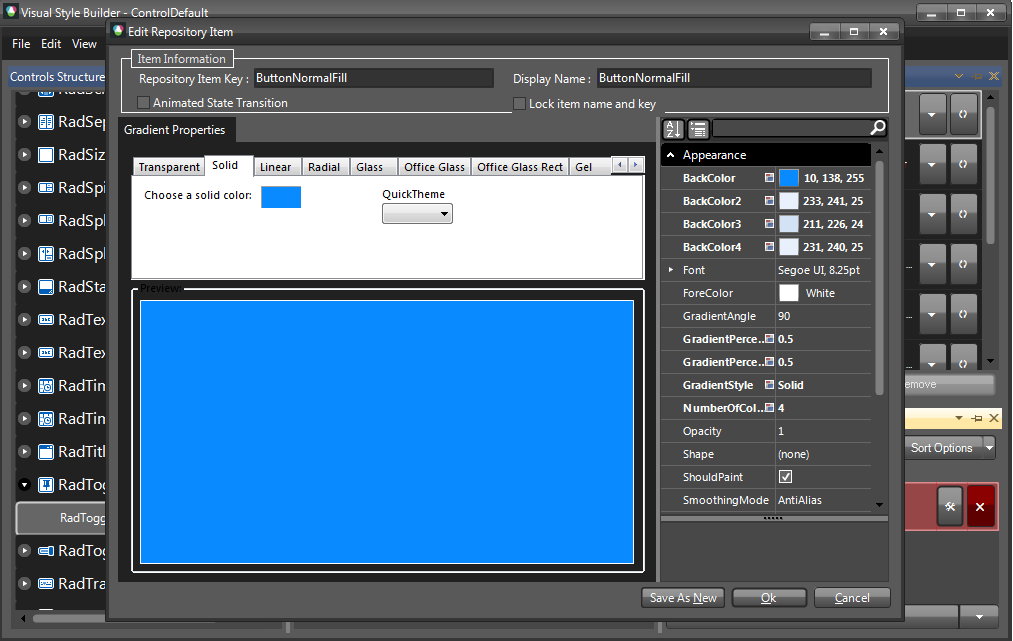 Visual Style Builder - ControlDefault
File Edit View
Controls Structure
Edit Repository Item
Item Information
Repository Item Key : ButtonNormalFill
Display Name : ButtonNormalFill
Animated State Transition
Lock item name and key
Gradient Properties
Transparent Solid Linear Radial Glass Office Glass Office Glass Rect Gel
Choose a solid color:
QuickTheme
Preview:
Appearance
BackColor 10, 138, 255
BackColor2 233, 241, 25
BackColor3 211, 226, 24
BackColor4 231, 240, 25
Font Segoe UI, 8.25pt
ForeColor White
GradientAngle 90
GradientPerce... 0.5
GradientPerce... 0.5
GradientStyle Solid
NumberOfCol... 4
Opacity 1
Shape (none)
ShouldPaint
SmoothingMode AntiAlias
RadSep
RadSiz
RadSpi
RadSpl
RadSpl
RadSta
RadTex
RadTex
RadTim
RadTim
RadTitl
RadTog
RadTogg
RadTog
RadTra
emove
Sort Options
Save As New Ok Cancel